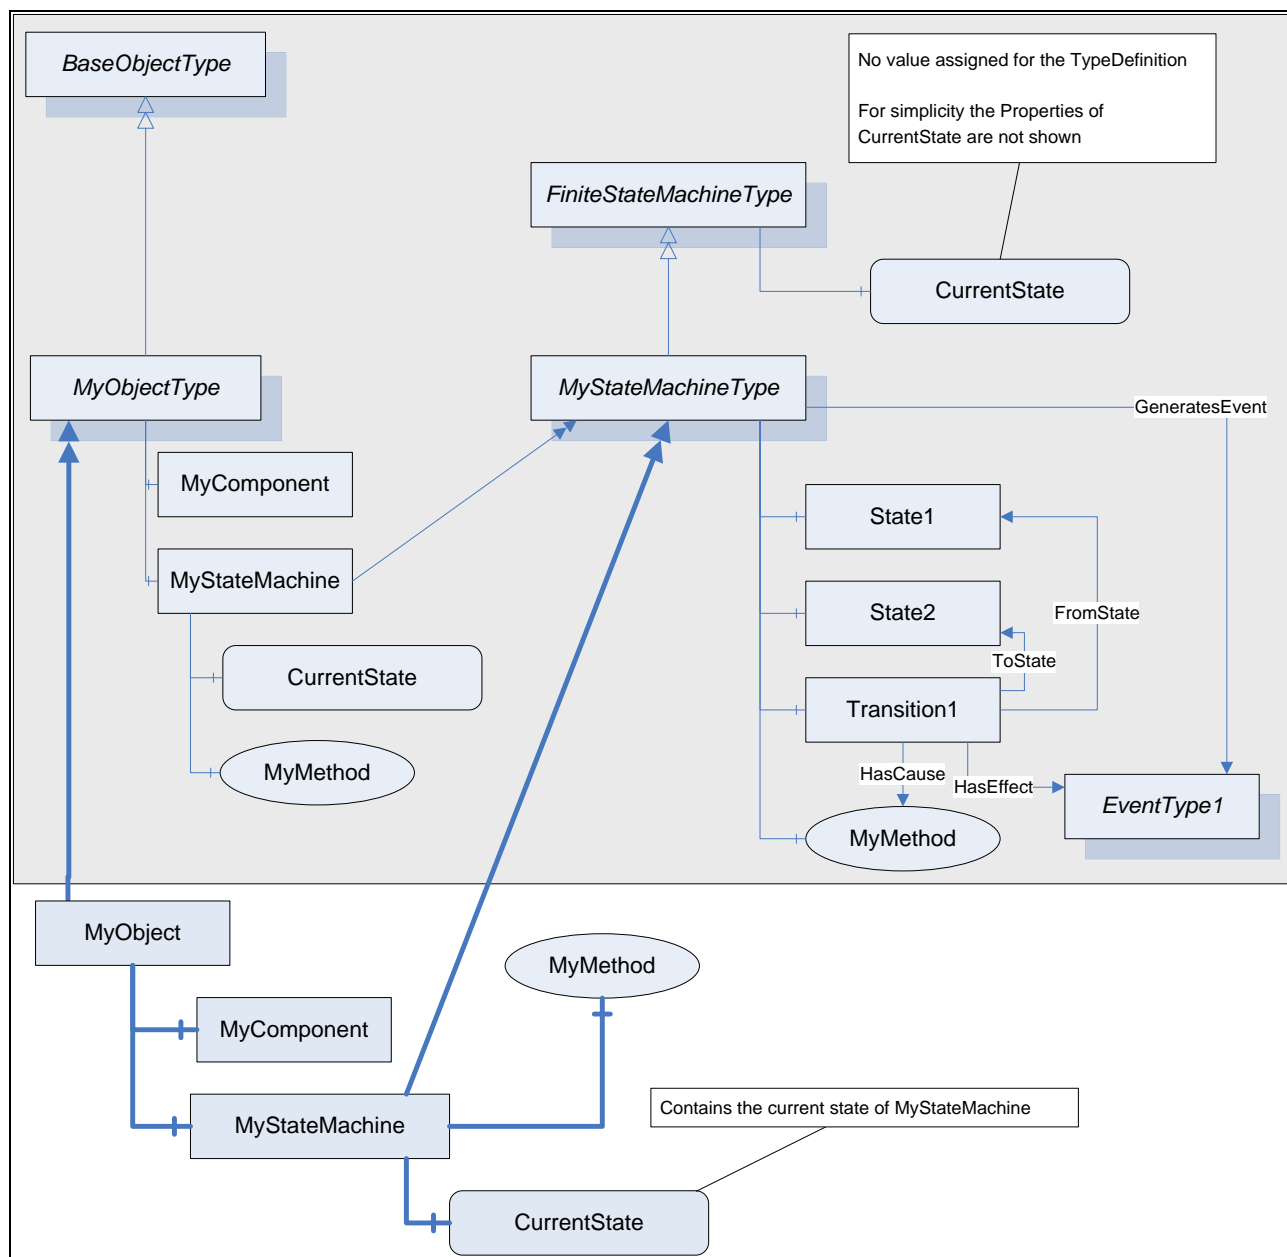 BaseObjectType
No value assigned for the TypeDefinition
For simplicity the Properties of
CurrentState are not shown
FiniteStateMachineType
CurrentState
MyObjectType
MyStateMachineType
GeneratesEvent
MyComponent
State1
MyStateMachine
State2
FromState
ToState
CurrentState
Transition1
MyMethod
HasCause
HasEffect
EventType1
MyMethod
MyObject
MyMethod
MyComponent
Contains the current state of MyStateMachine
MyStateMachine
CurrentState